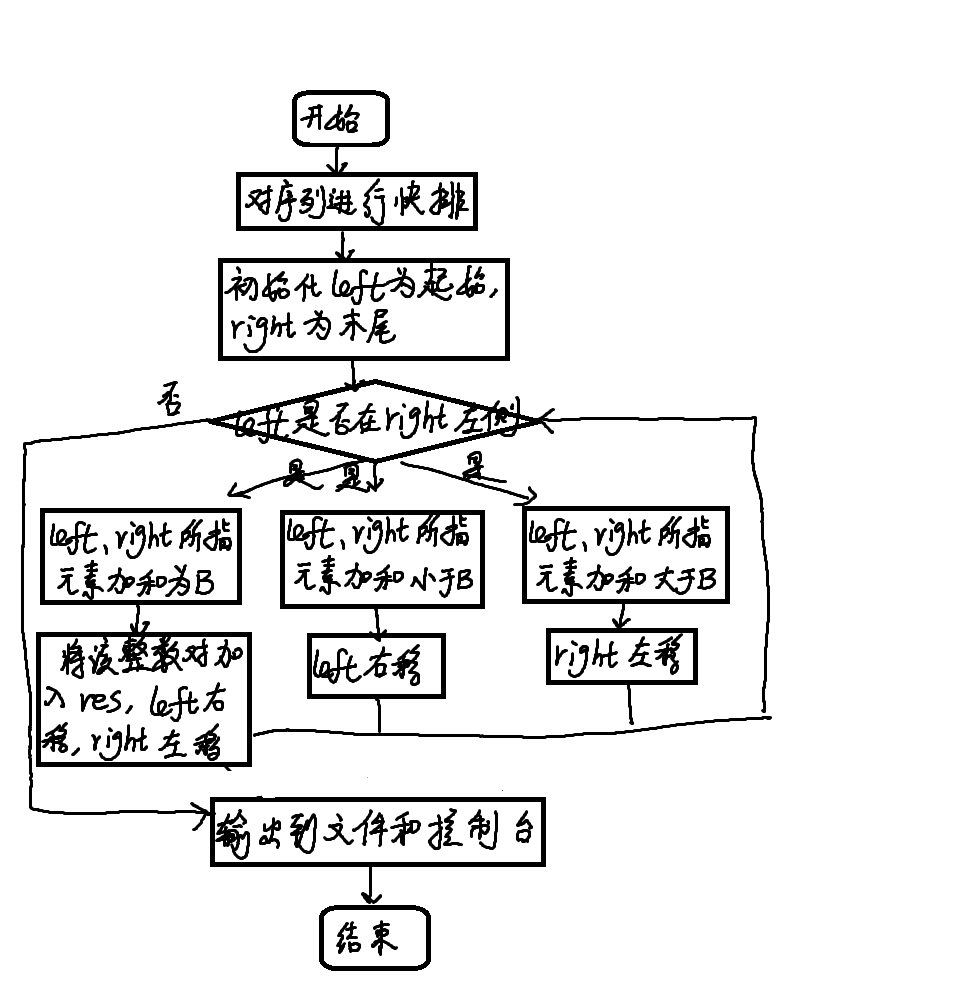 开始
对序列进行快排
初始化left为起始,
right为末尾
否
left是否在right左侧
是
是
是
left、right所指
元素加和为B
left、right所指
元素加和小于B
left、right所指
元素加和大于B
将该整数对加
入res, left右
移, right左移
left右移
right左移
输出到文件和控制台
结束